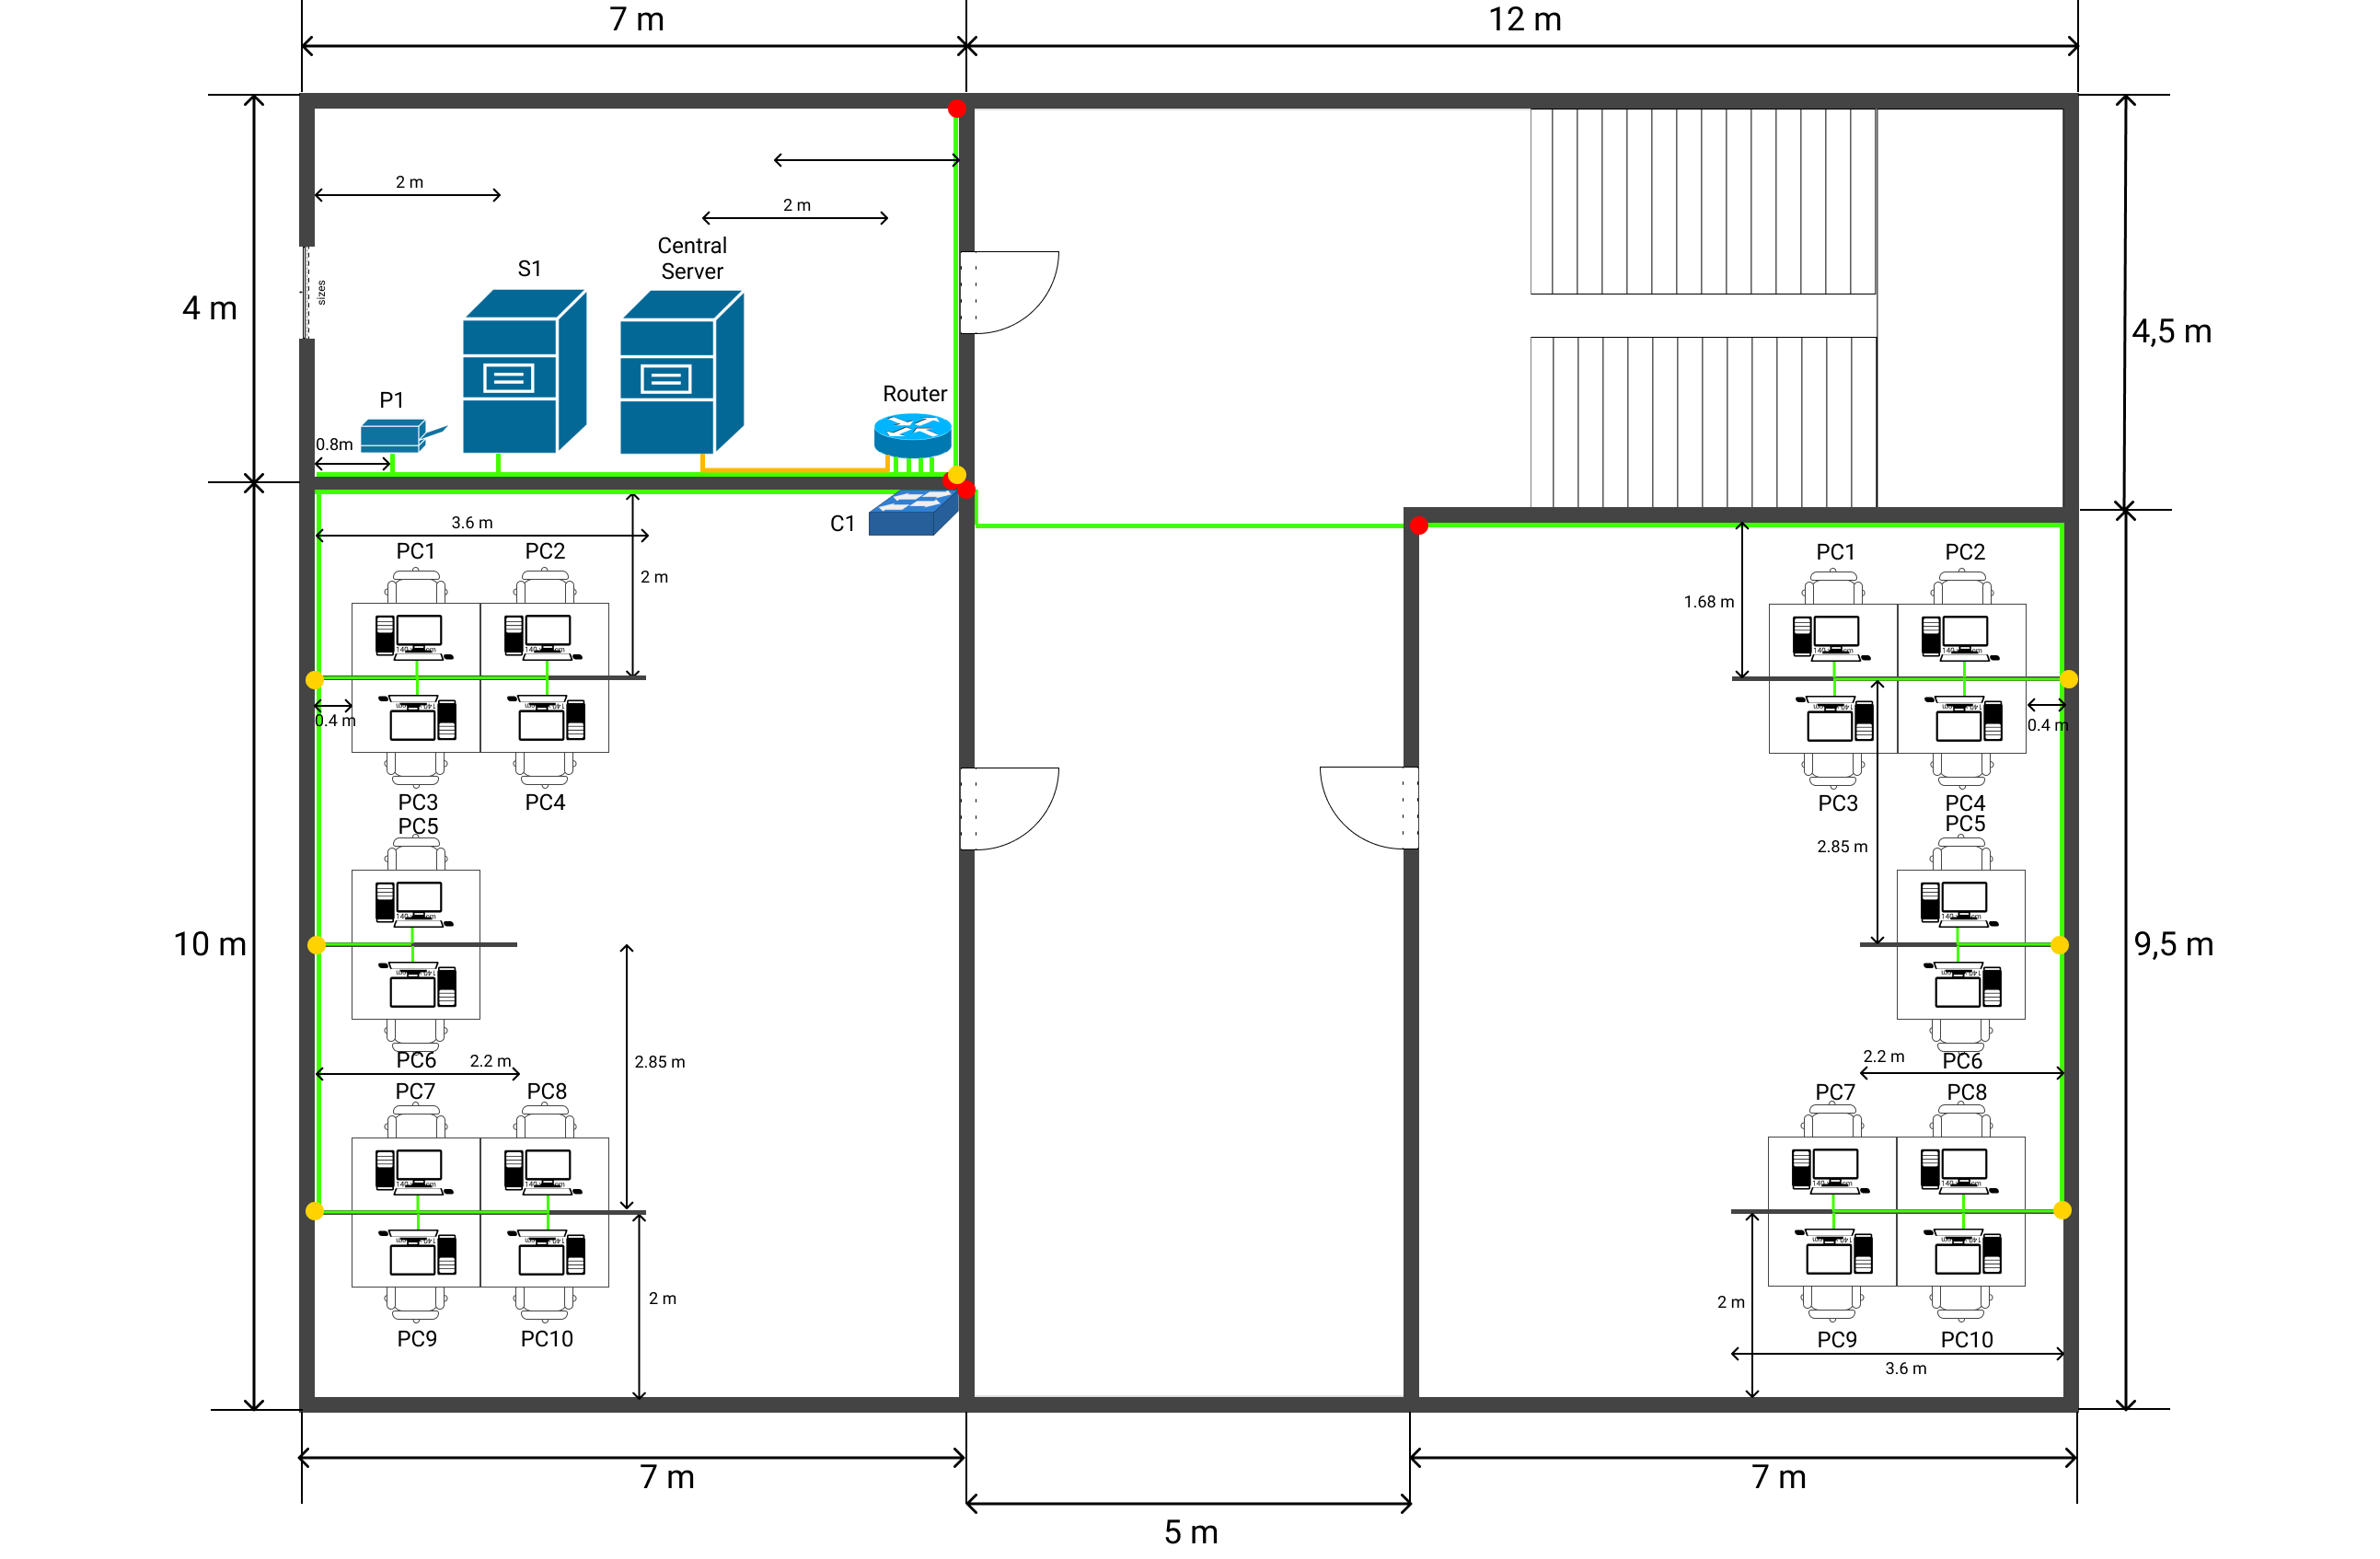 7 m
12 m
2 m
2 m
Central
Server
S1
sizes
4 m
4,5 m
Router
P1
0.8m
C1
3.6 m
PC1
PC2
2 m
0.4 m
PC3
PC4
PC5
PC6
2.2 m
2.85 m
PC7
PC8
PC9
PC10
2 m
10 m
PC1
PC2
1.68 m
0.4 m
PC3
PC4
PC5
2.85 m
PC6
2.2 m
PC7
PC8
2 m
PC9
PC10
3.6 m
9,5 m
7 m
7 m
5 m